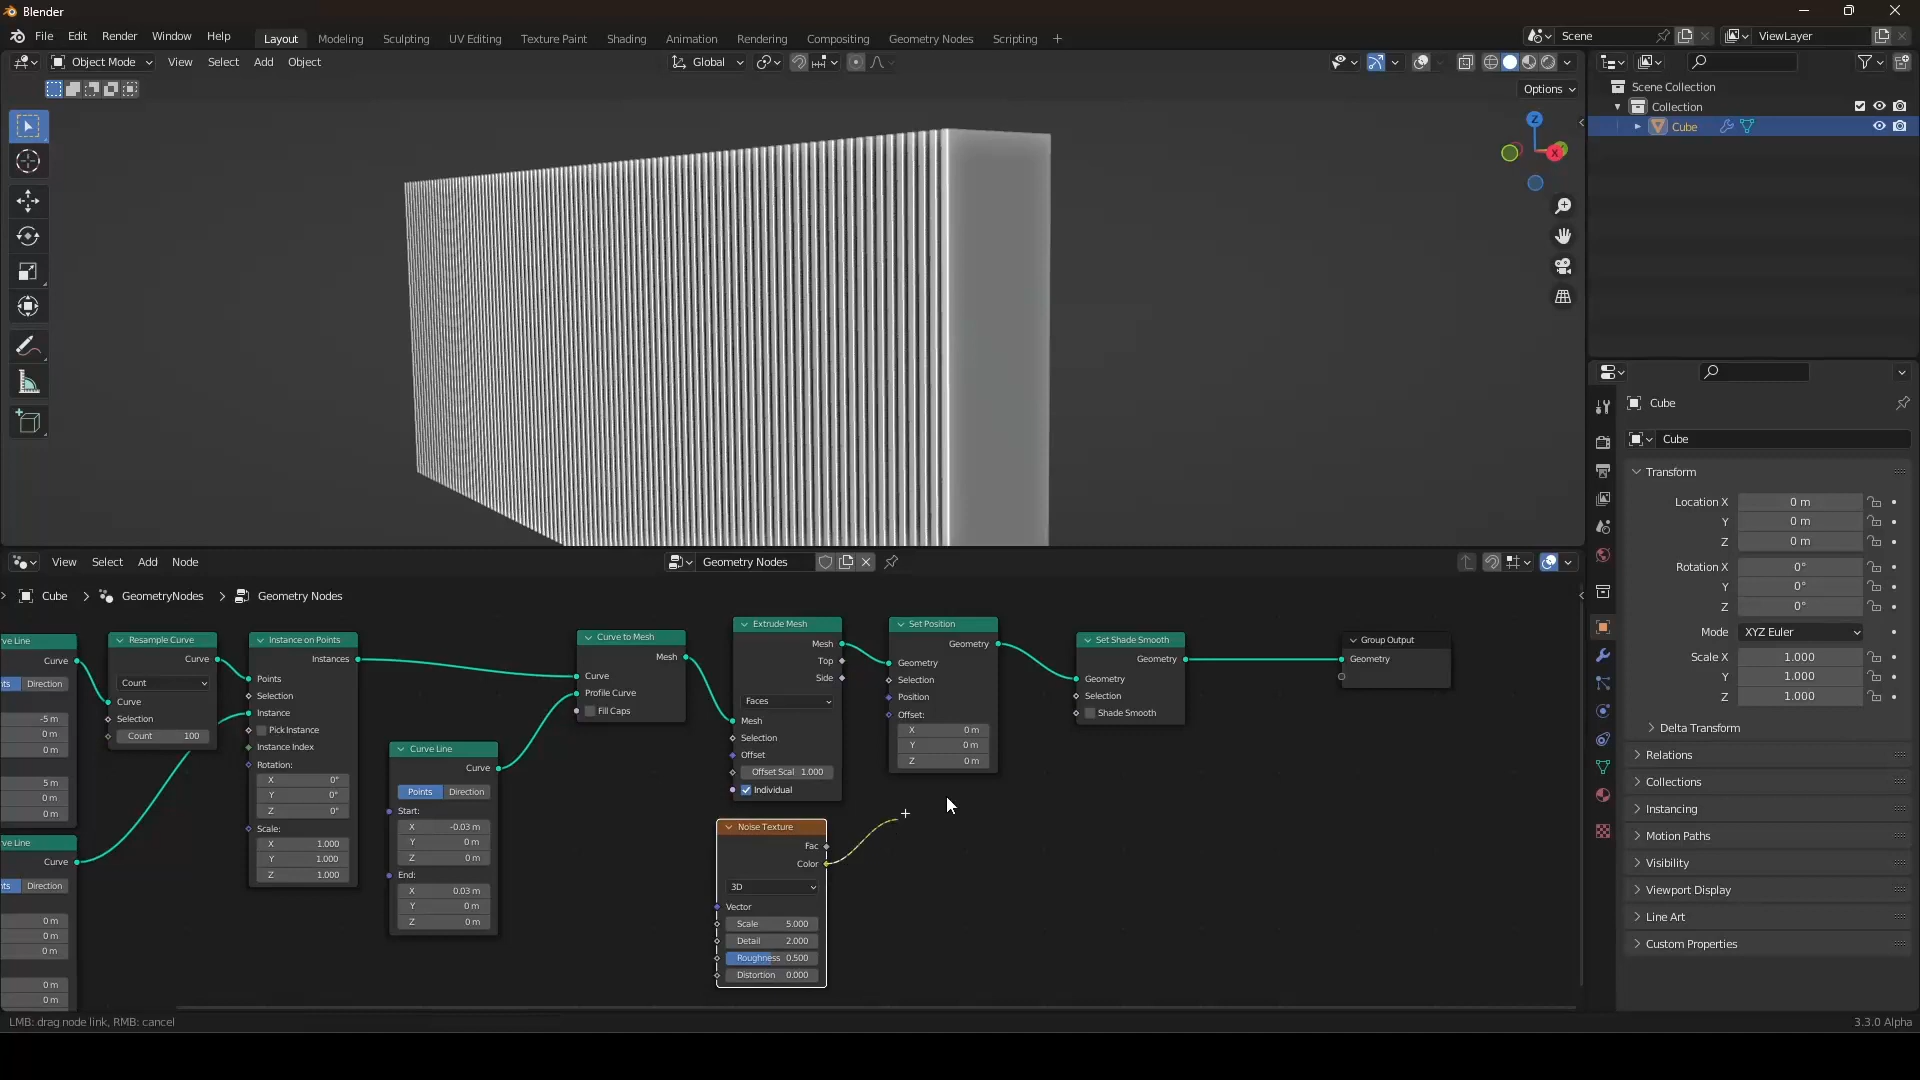 Blender
File Edit Render Window Help Layout Modeling Sculpting UV Editing Texture Paint Shading Animation Rendering Compositing Geometry Nodes Scripting + Scene ViewLayer
Object Mode View Select Add Object Global
Options
Z
X
Scene Collection
Collection
Cube
Cube
Cube
Transform
Location X 0 m
Y 0 m
Z 0 m
Rotation X 0°
Y 0°
Z 0°
Mode XYZ Euler
Scale X 1.000
Y 1.000
Z 1.000
Delta Transform
Relations
Collections
Instancing
Motion Paths
Visibility
Viewport Display
Line Art
Custom Properties
View Select Add Node Geometry Nodes
Cube > GeometryNodes > Geometry Nodes
ve Line
Curve
nts Direction
-5 m
0 m
0 m
5 m
0 m
0 m
ve Line
Curve
nts Direction
0 m
0 m
0 m
0 m
0 m
Resample Curve
Curve
Count
Curve
Selection
Count 100
Instance on Points
Instances
Points
Selection
Instance
Pick Instance
Instance Index
Rotation:
X 0°
Y 0°
Z 0°
Scale:
X 1.000
Y 1.000
Z 1.000
Curve Line
Curve
Points Direction
Start:
X -0.03 m
Y 0 m
Z 0 m
End:
X 0.03 m
Y 0 m
Z 0 m
Curve to Mesh
Mesh
Curve
Profile Curve
Fill Caps
Extrude Mesh
Mesh
Top
Side
Faces
Mesh
Selection
Offset
Offset Scal 1.000
Individual
Noise Texture
Fac
Color
3D
Vector
Scale 5.000
Detail 2.000
Roughness 0.500
Distortion 0.000
Set Position
Geometry
Geometry
Selection
Position
Offset:
X 0 m
Y 0 m
Z 0 m
Set Shade Smooth
Geometry
Geometry
Selection
Shade Smooth
Group Output
Geometry
LMB: drag node link, RMB: cancel
3.3.0 Alpha